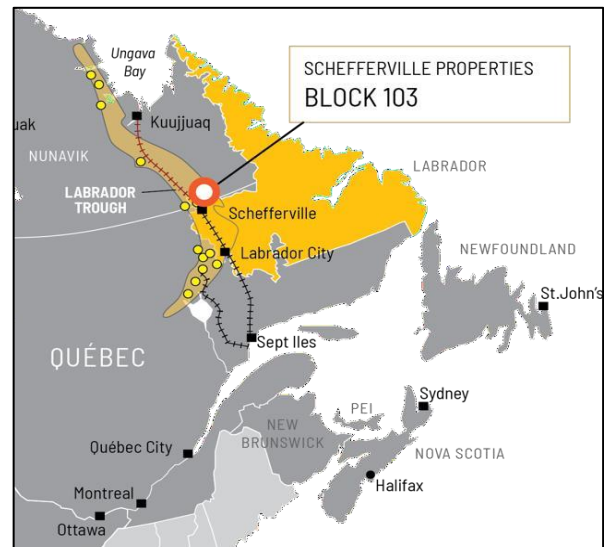 Ungava
Bay
SCHEFFERVILLE PROPERTIES
BLOCK 103
uak
Kuujjuaq
NUNAVIK
LABRADOR
LABRADOR
TROUGH
Schefferville
Labrador City
NEWFOUNDLAND
St.John's
Sept Iles
QUÉBEC
Sydney
PEI
NEW
BRUNSWICK
NOVA SCOTIA
Québec City
Halifax
Montreal
Ottawa